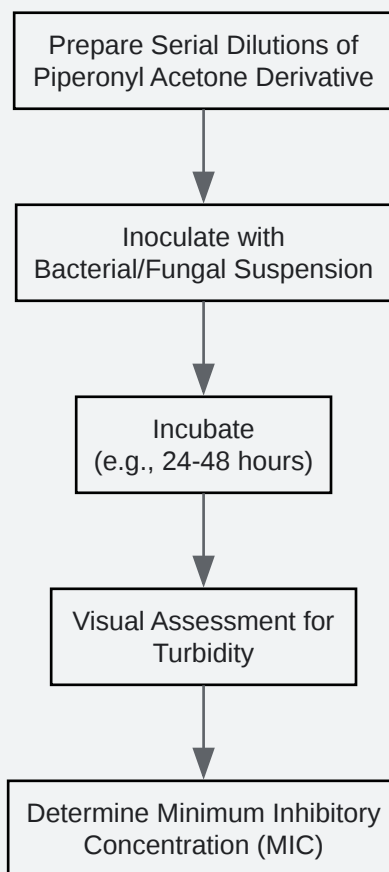 Prepare Serial Dilutions of
Piperonyl Acetone Derivative
Inoculate with
Bacterial/Fungal Suspension
Incubate
(e.g., 24-48 hours)
Visual Assessment for
Turbidity
Determine Minimum Inhibitory
Concentration (MIC)